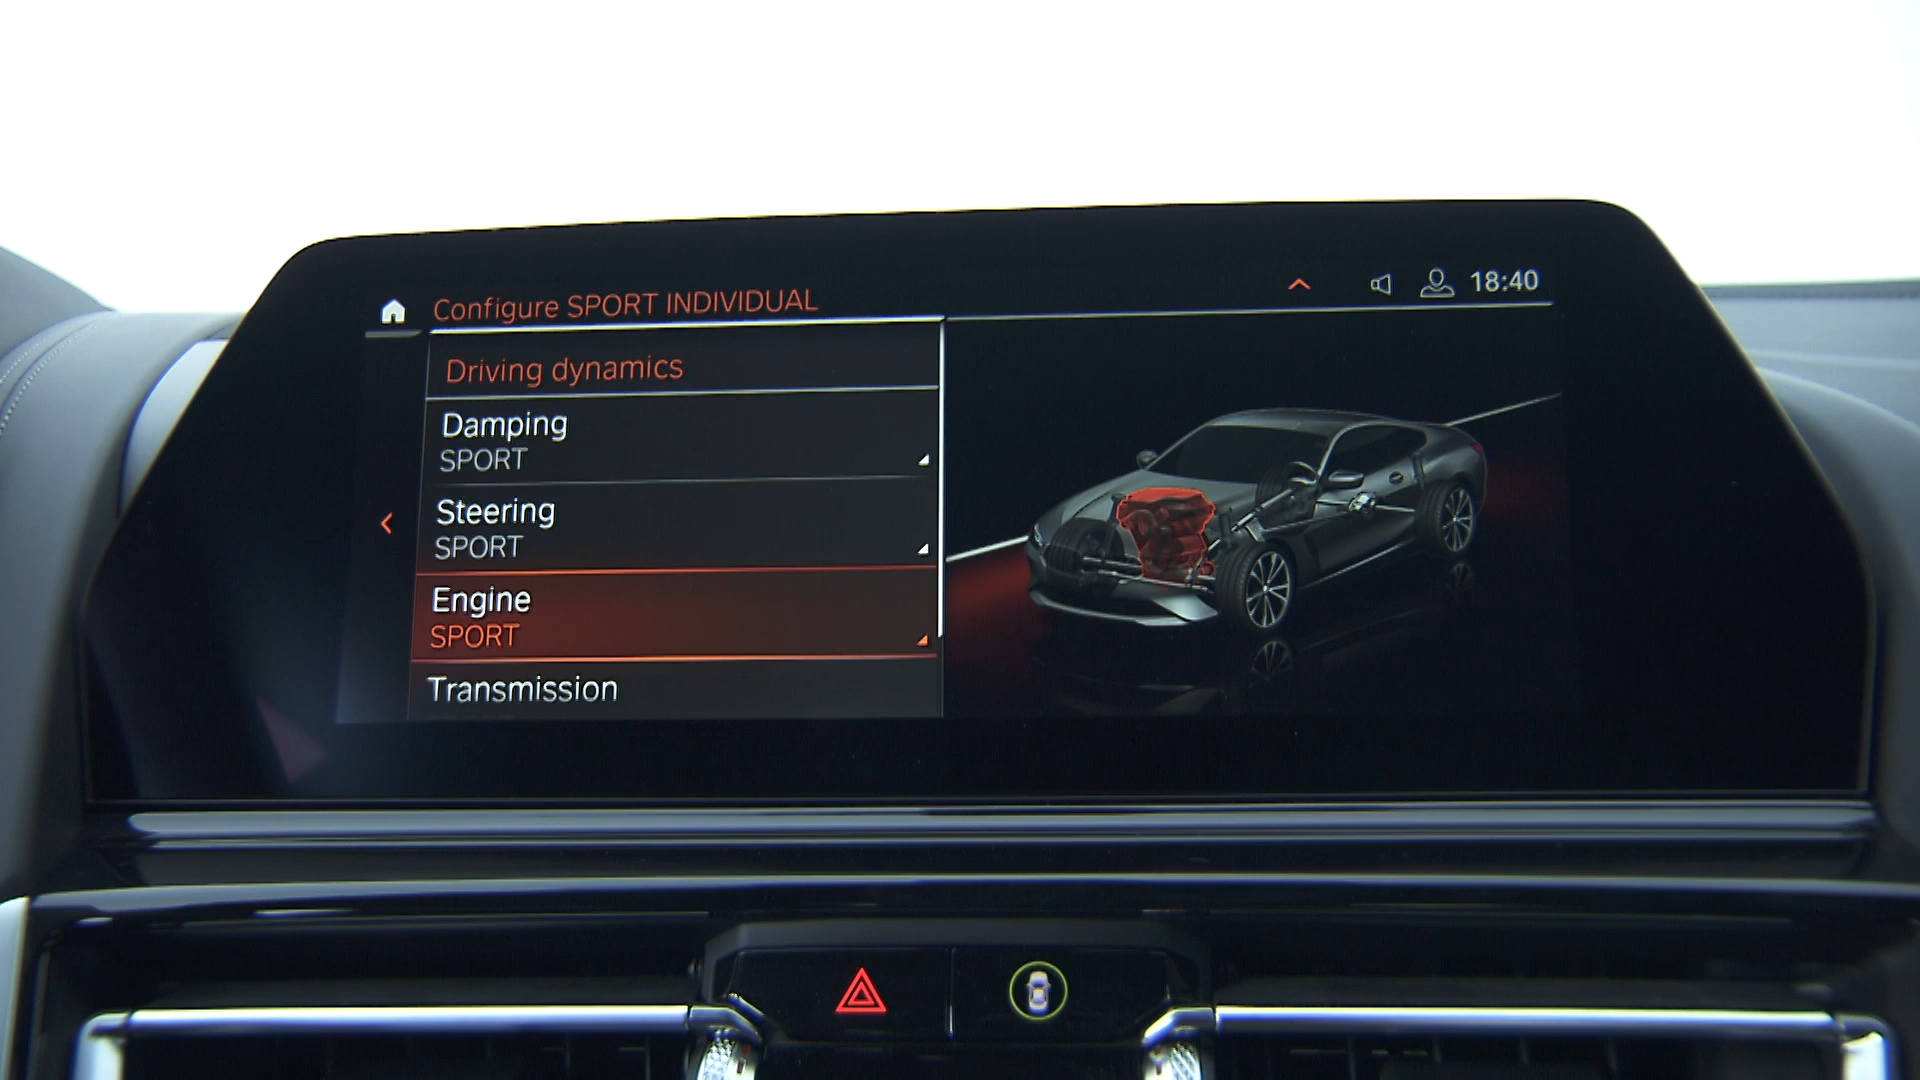 Configure SPORT INDIVIDUAL
18:40
Driving dynamics
Damping
SPORT
Steering
SPORT
Engine
SPORT
Transmission